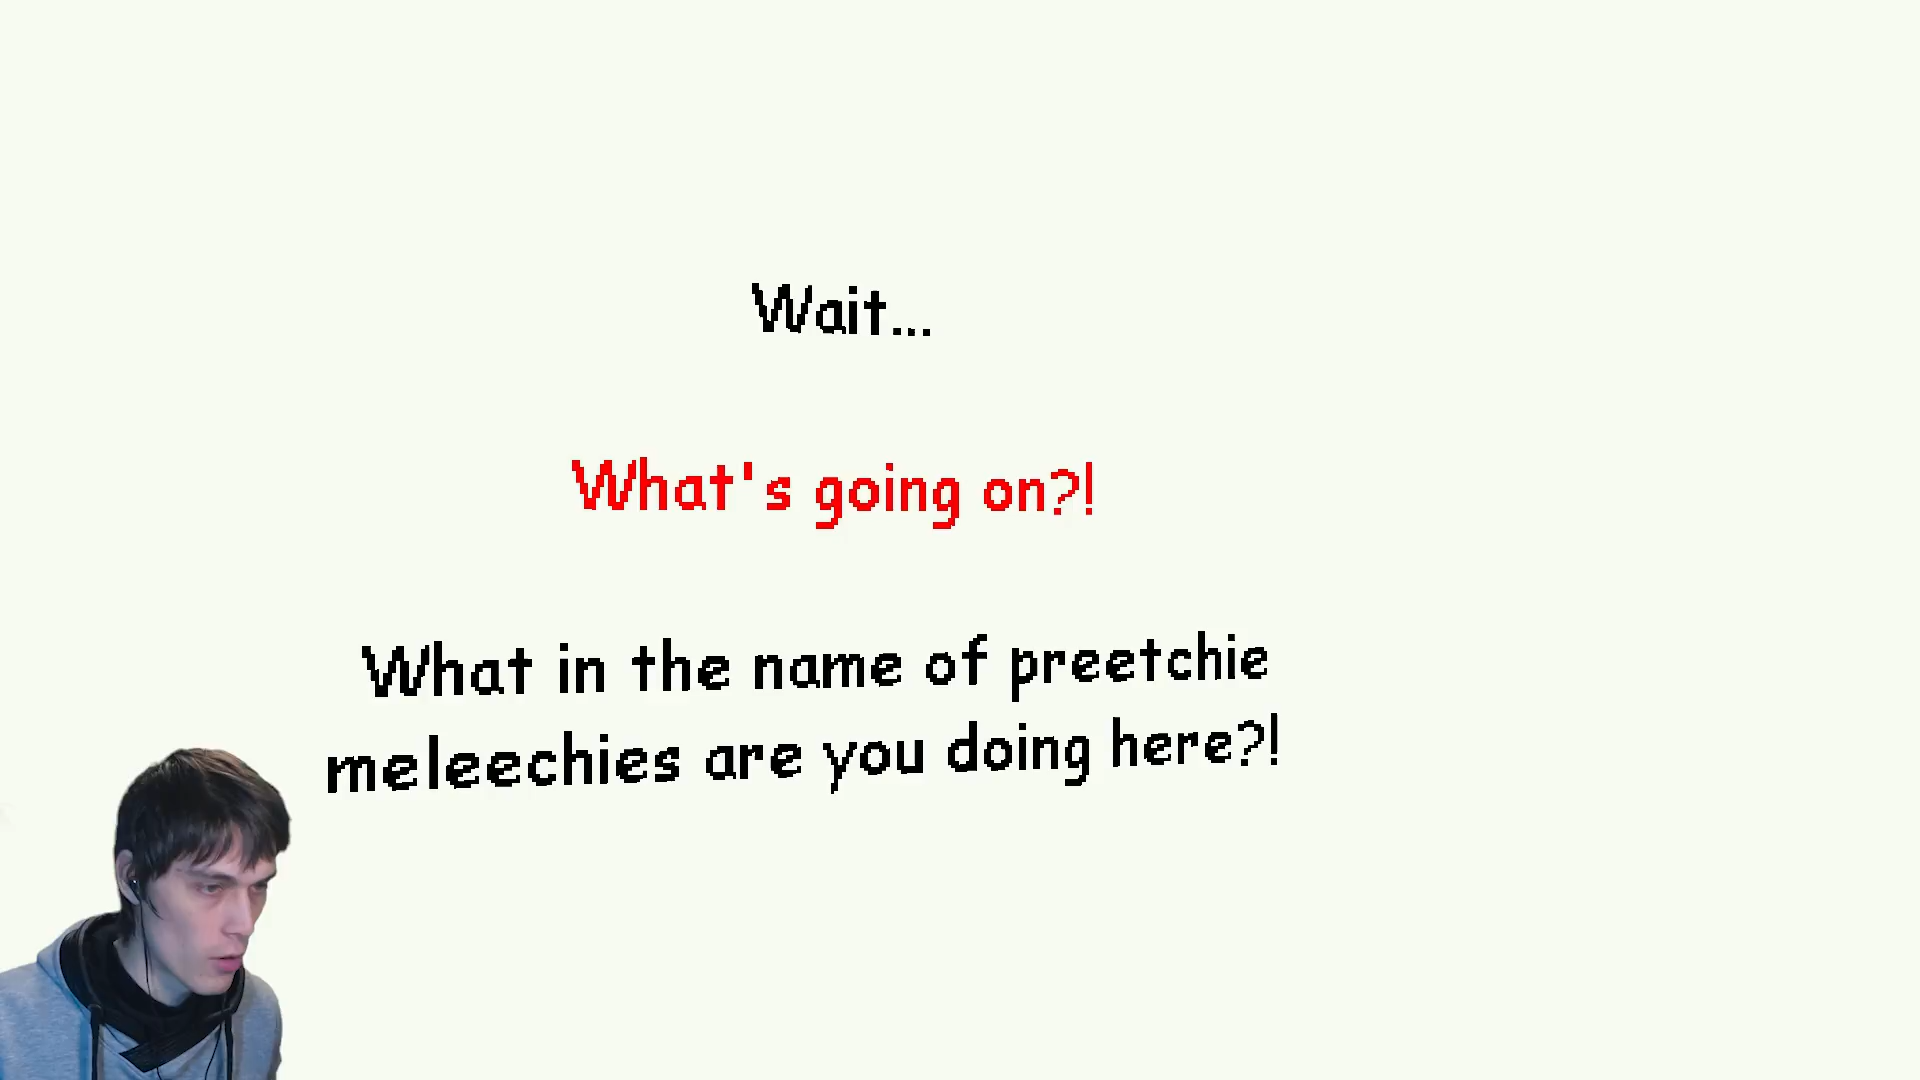 Wait...
What's going on?!
What in the name of preetchie
meleechies are you doing here?!